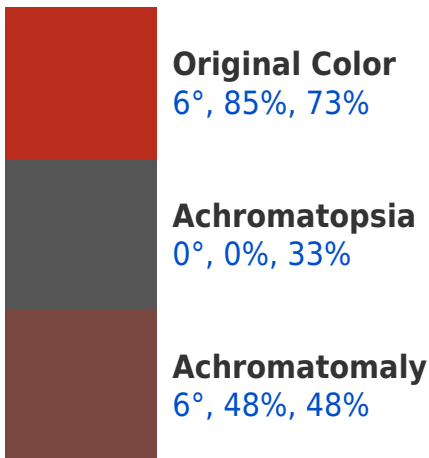 Original Color
6°, 85%, 73%
Achromatopsia
0°, 0%, 33%
Achromatomaly
6°, 48%, 48%